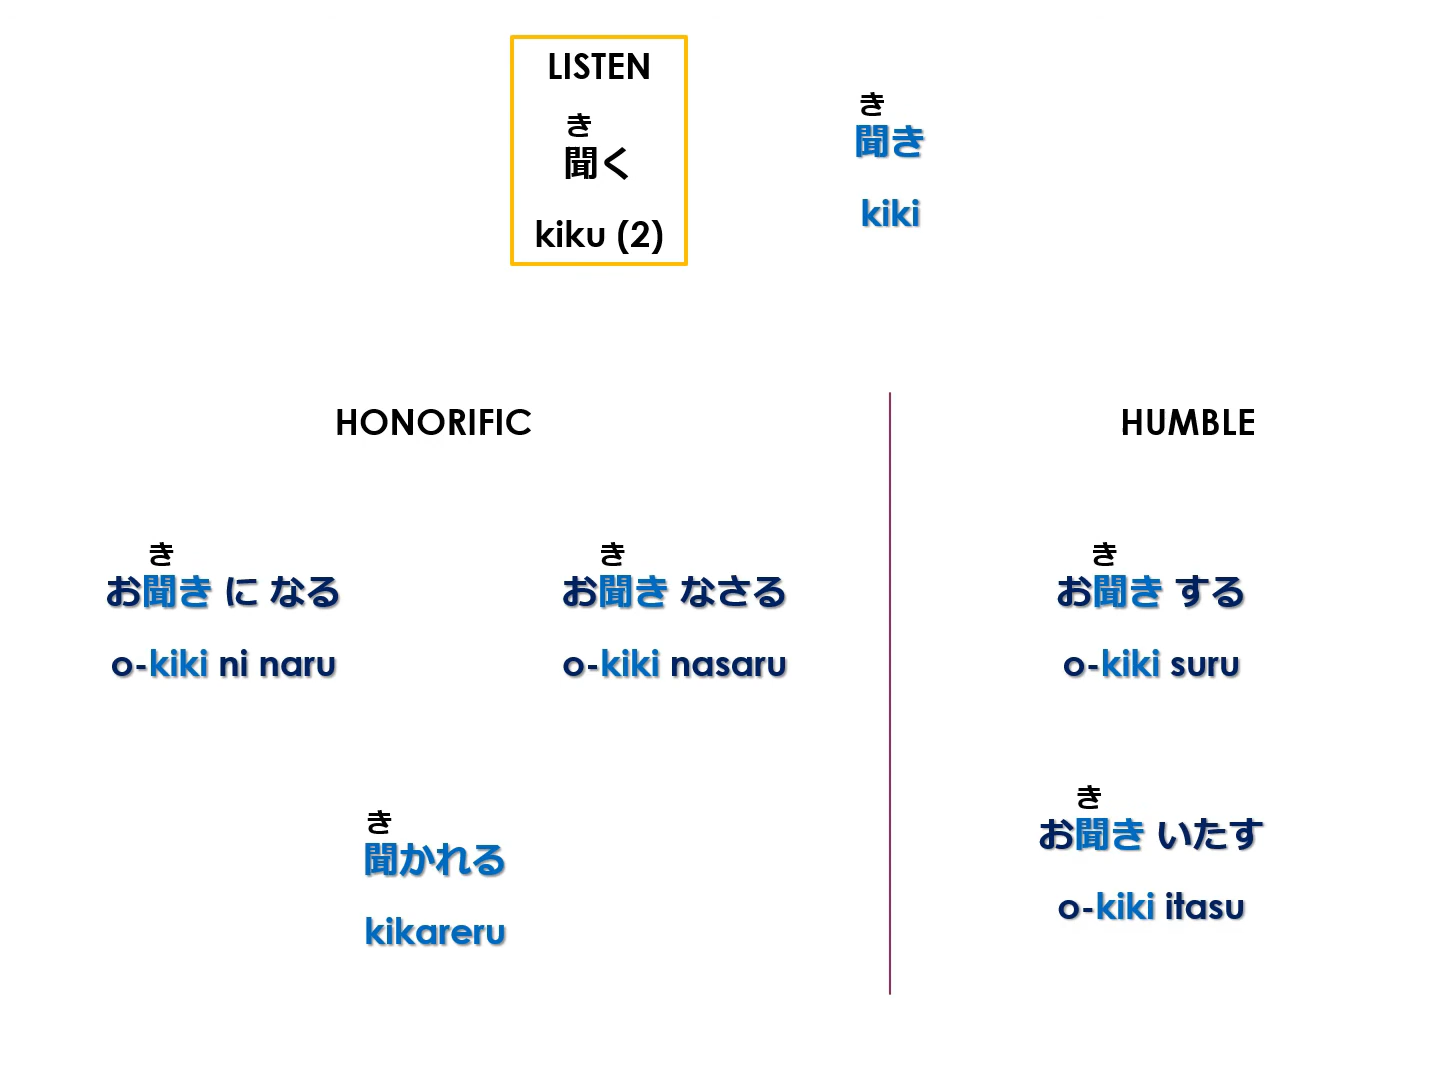 LISTEN
き
聞く
kiku (2)
き
聞き
kiki
HONORIFIC
き
お聞き に なる
o-kiki ni naru
き
お聞き なさる
o-kiki nasaru
き
聞かれる
kikareru
HUMBLE
き
お聞き する
o-kiki suru
き
お聞き いたす
o-kiki itasu